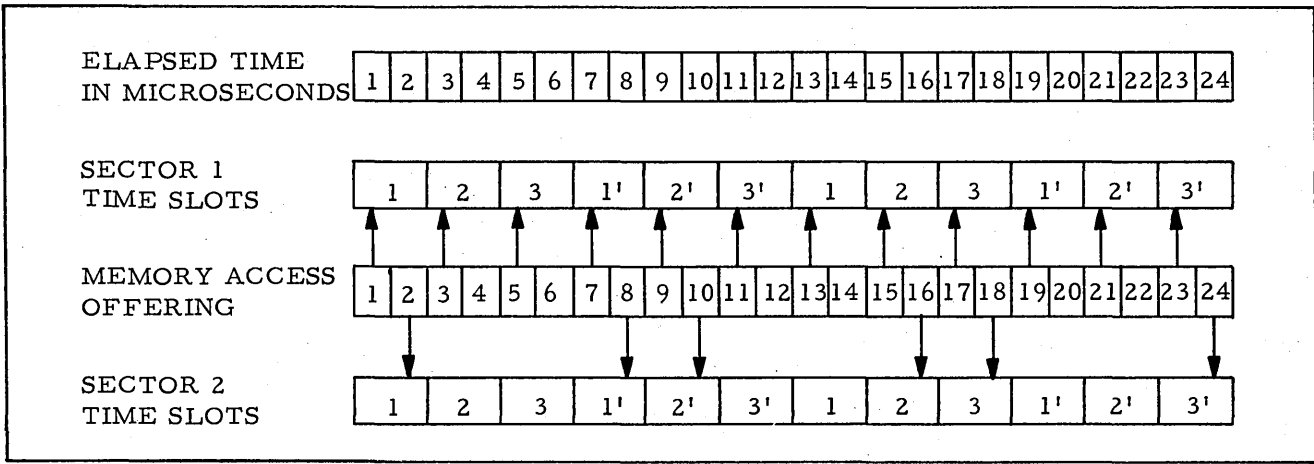 ELAPSED TIME
IN MICROSECONDS 1 2 3 4 5 6 7 8 9 10 11 12 13 14 15 16 17 18 19 20 21 22 23 24
SECTOR 1
TIME SLOTS 1 2 3 1' 2' 3' 1 2 3 1' 2' 3'
MEMORY ACCESS
OFFERING 1 2 3 4 5 6 7 8 9 10 11 12 13 14 15 16 17 18 19 20 21 22 23 24
SECTOR 2
TIME SLOTS 1 2 3 1' 2' 3' 1 2 3 1' 2' 3'